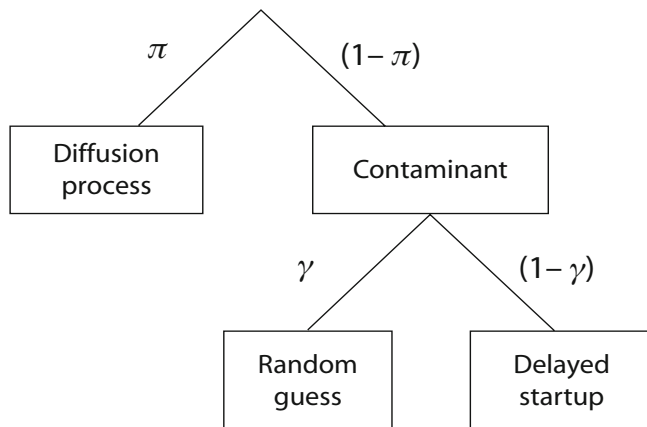 π
(1– π)
Diffusion
process
Contaminant
γ
(1– γ)
Random
guess
Delayed
startup